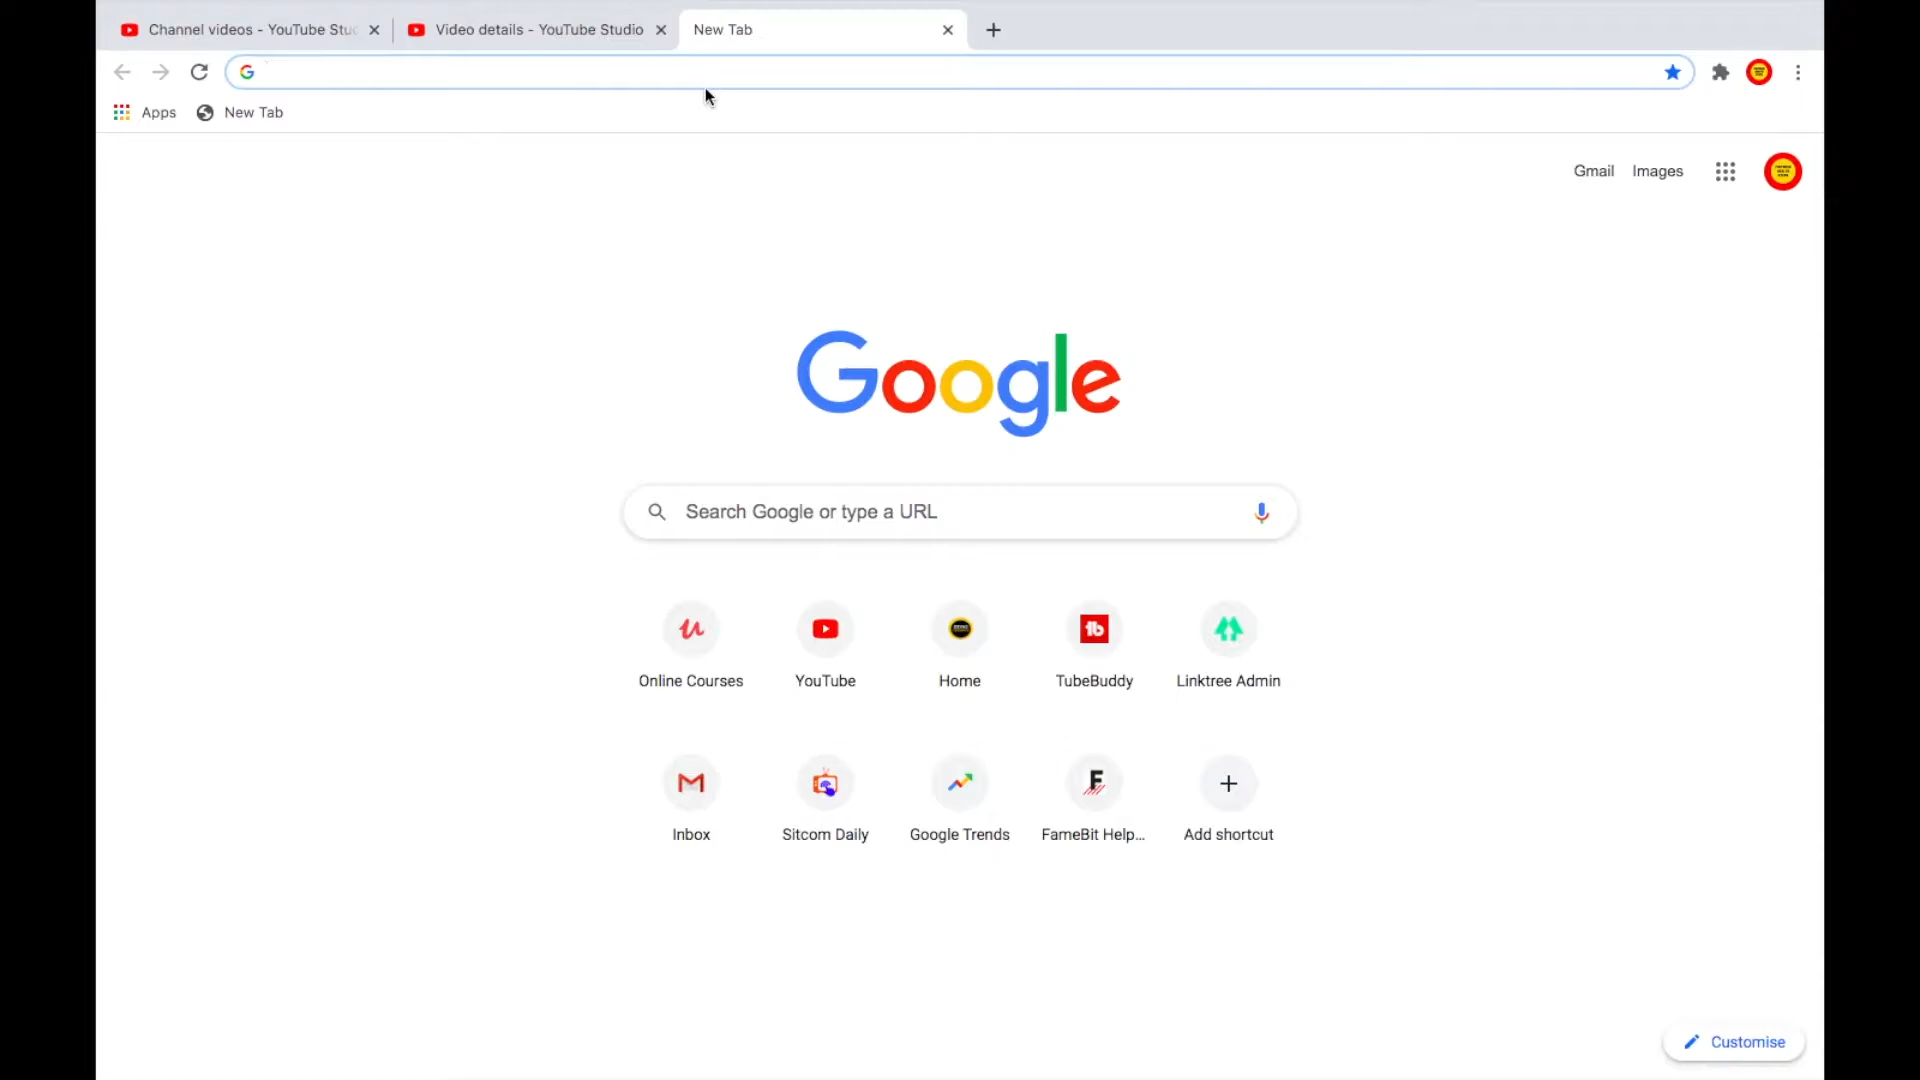 Channel videos - YouTube Stu
Video details - YouTube Studio
New Tab
Apps
New Tab
Gmail
Images
Google
Search Google or type a URL
Online Courses
YouTube
Home
TubeBuddy
Linktree Admin
Inbox
Sitcom Daily
Google Trends
FameBit Help...
Add shortcut
Customise